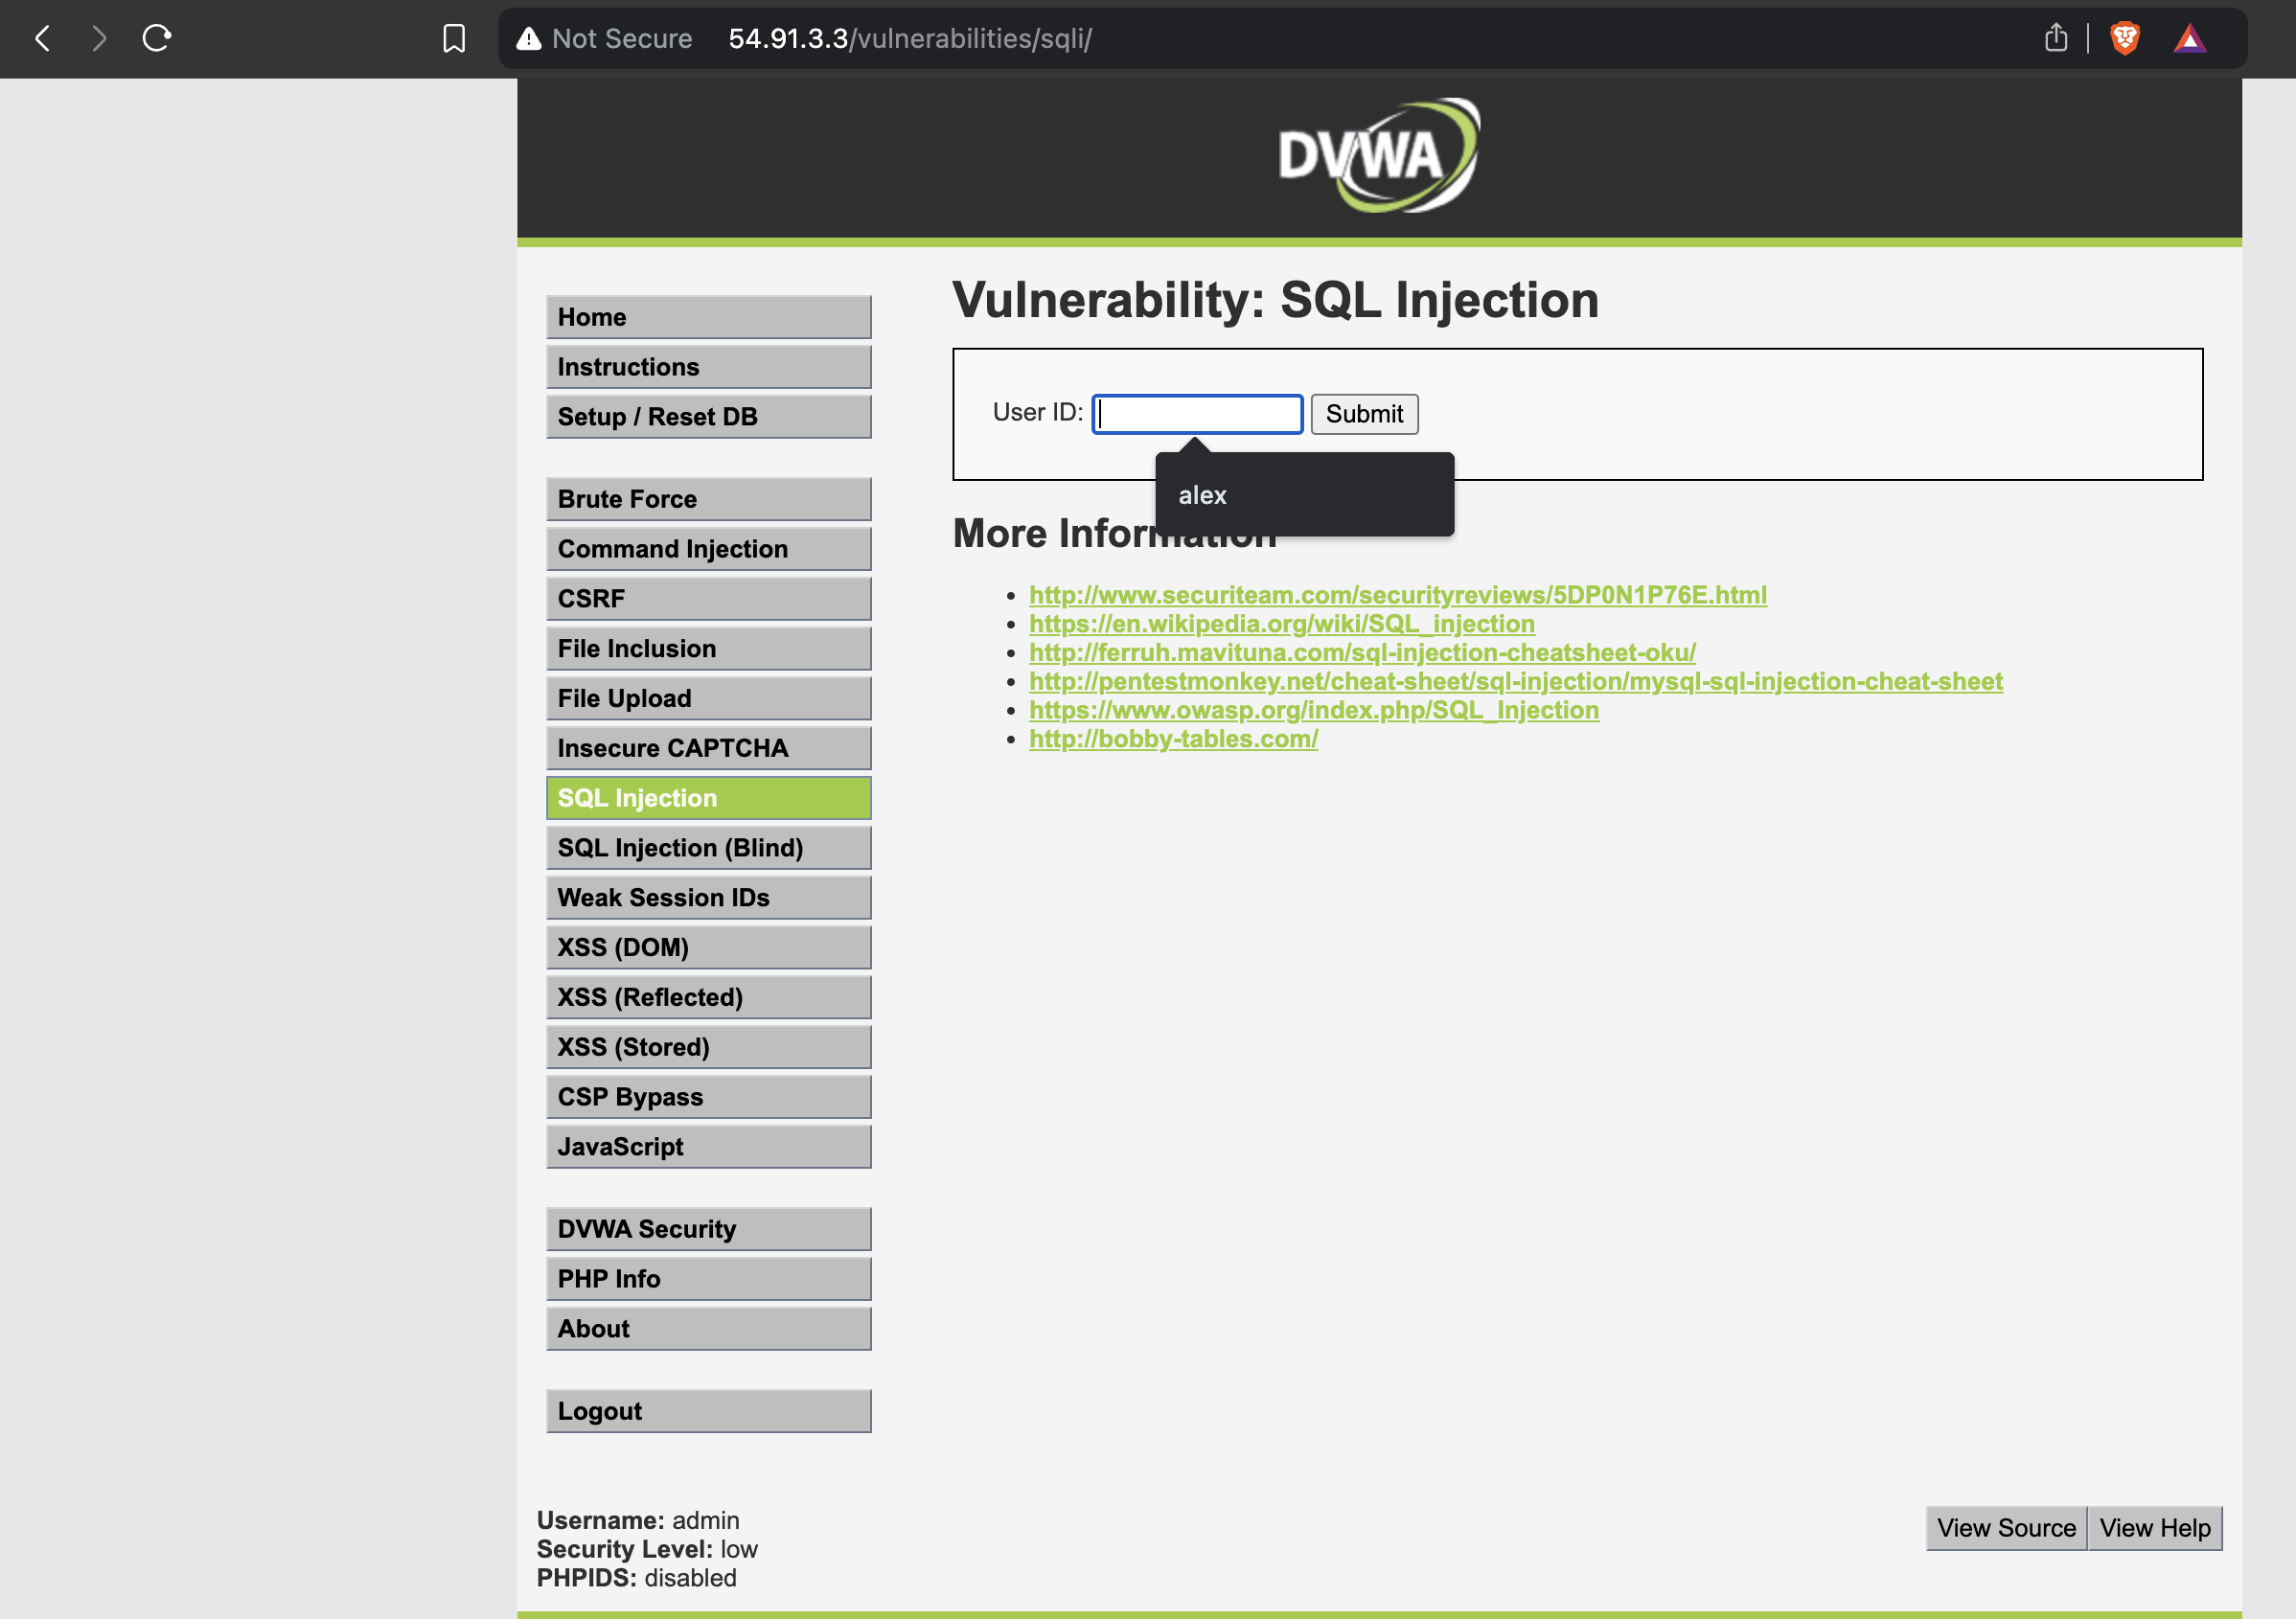 Not Secure 54.91.3.3/vulnerabilities/sqli/
DVWA
Home
Instructions
Setup / Reset DB
Brute Force
Command Injection
CSRF
File Inclusion
File Upload
Insecure CAPTCHA
SQL Injection
SQL Injection (Blind)
Weak Session IDs
XSS (DOM)
XSS (Reflected)
XSS (Stored)
CSP Bypass
JavaScript
DVWA Security
PHP Info
About
Logout
Vulnerability: SQL Injection
User ID: Submit
alex
More Information
http://www.securiteam.com/securityreviews/5DP0N1P76E.html
https://en.wikipedia.org/wiki/SQL_injection
http://ferruh.mavituna.com/sql-injection-cheatsheet-oku/
http://pentestmonkey.net/cheat-sheet/sql-injection/mysql-sql-injection-cheat-sheet
https://www.owasp.org/index.php/SQL_Injection
http://bobby-tables.com/
Username: admin
Security Level: low
PHPIDS: disabled
View Source View Help